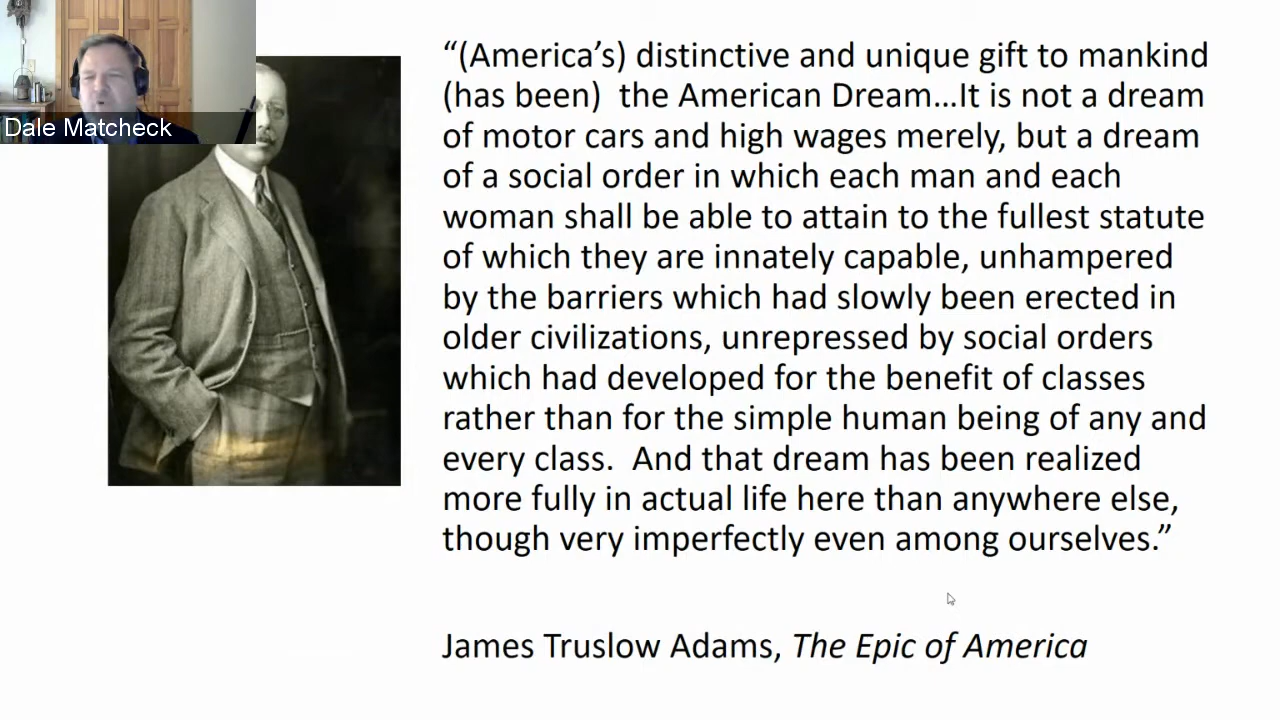 Dale Matcheck
“(America’s) distinctive and unique gift to mankind
(has been)  the American Dream…It is not a dream
of motor cars and high wages merely, but a dream
of a social order in which each man and each
woman shall be able to attain to the fullest statute
of which they are innately capable, unhampered
by the barriers which had slowly been erected in
older civilizations, unrepressed by social orders
which had developed for the benefit of classes
rather than for the simple human being of any and
every class.  And that dream has been realized
more fully in actual life here than anywhere else,
though very imperfectly even among ourselves.”
James Truslow Adams, The Epic of America